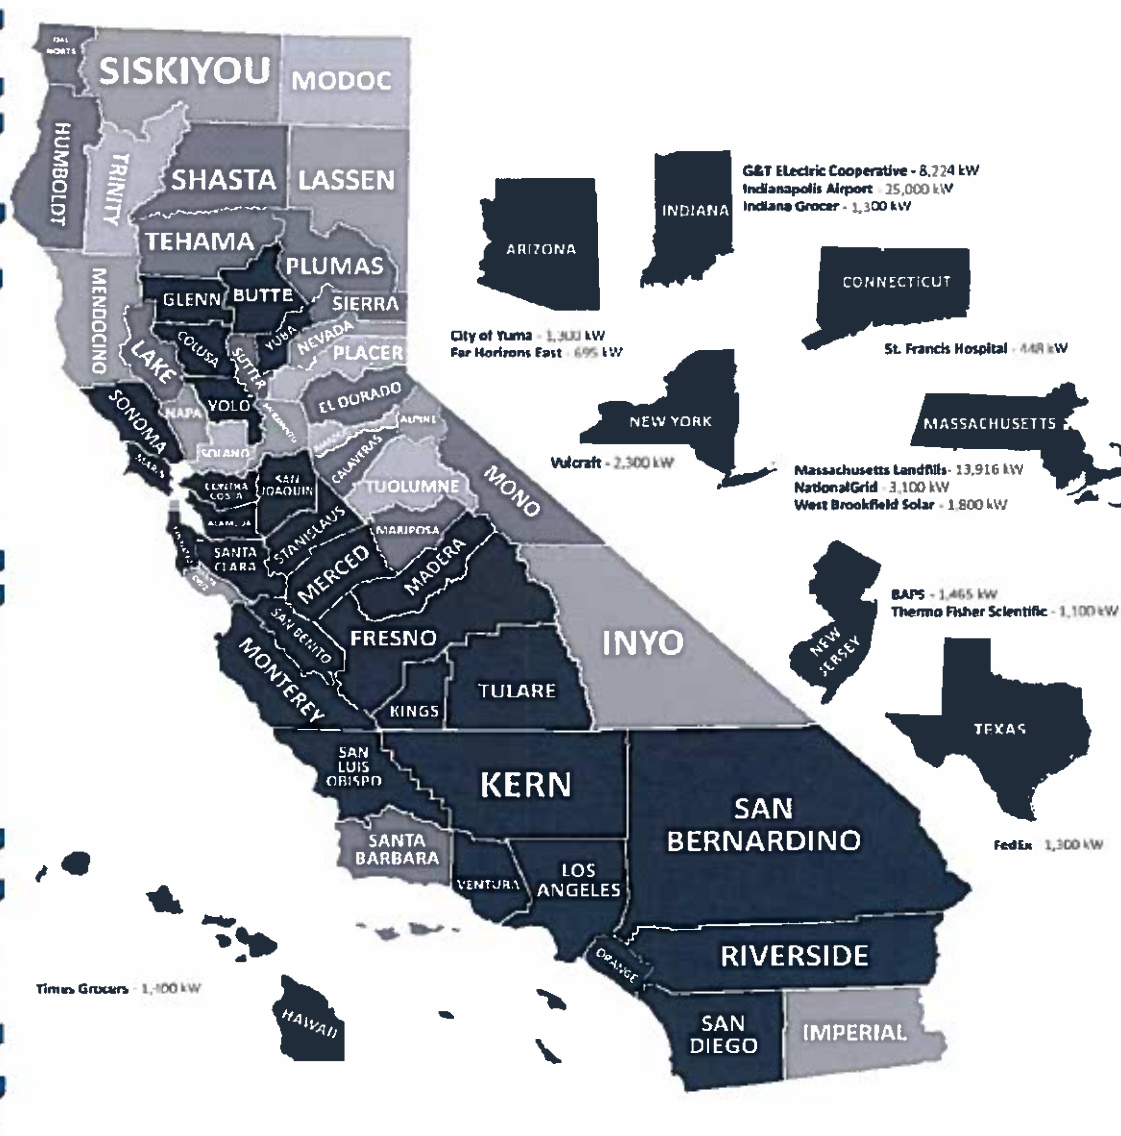 DEL
NORTE
SISKIYOU
MODOC
HUMBOLDT
TRINITY
SHASTA
LASSEN
TEHAMA
PLUMAS
MENDOCINO
GLENN
BUTTE
SIERRA
COLUSA
SUTTER
YUBA
NEVADA
PLACER
LAKE
SONOMA
NAPA
YOLO
SACRAMENTO
EL DORADO
ALPINE
SOLANO
MARIN
CALAVERAS
CONTRA
COSTA
SAN
JOAQUIN
TUOLUMNE
MONO
ALAMEDA
STANISLAUS
MARIPOSA
SANTA
CLARA
MERCED
MADERA
SAN BENITO
FRESNO
INYO
MONTEREY
KINGS
TULARE
SAN
LUIS
OBISPO
KERN
SAN
BERNARDINO
SANTA
BARBARA
VENTURA
LOS
ANGELES
ORANGE
RIVERSIDE
SAN
DIEGO
IMPERIAL
ARIZONA
City of Yuma - 1,300 kW
Far Horizons East - 695 kW
INDIANA
G&T ELectric Cooperative - 8,224 kW
Indianapolis Airport - 25,000 kW
Indiana Grocer - 1,300 kW
CONNECTICUT
St. Francis Hospital - 448 kW
NEW YORK
Vulcraft - 2,300 kW
MASSACHUSETTS
Massachusetts Landfills- 13,916 kW
NationalGrid - 3,100 kW
West Brookfield Solar - 1,800 kW
NEW
JERSEY
BAPS - 1,465 kW
Thermo Fisher Scientific - 1,100 kW
TEXAS
FedEx 1,300 kW
HAWAII
Times Grocers - 1,400 kW